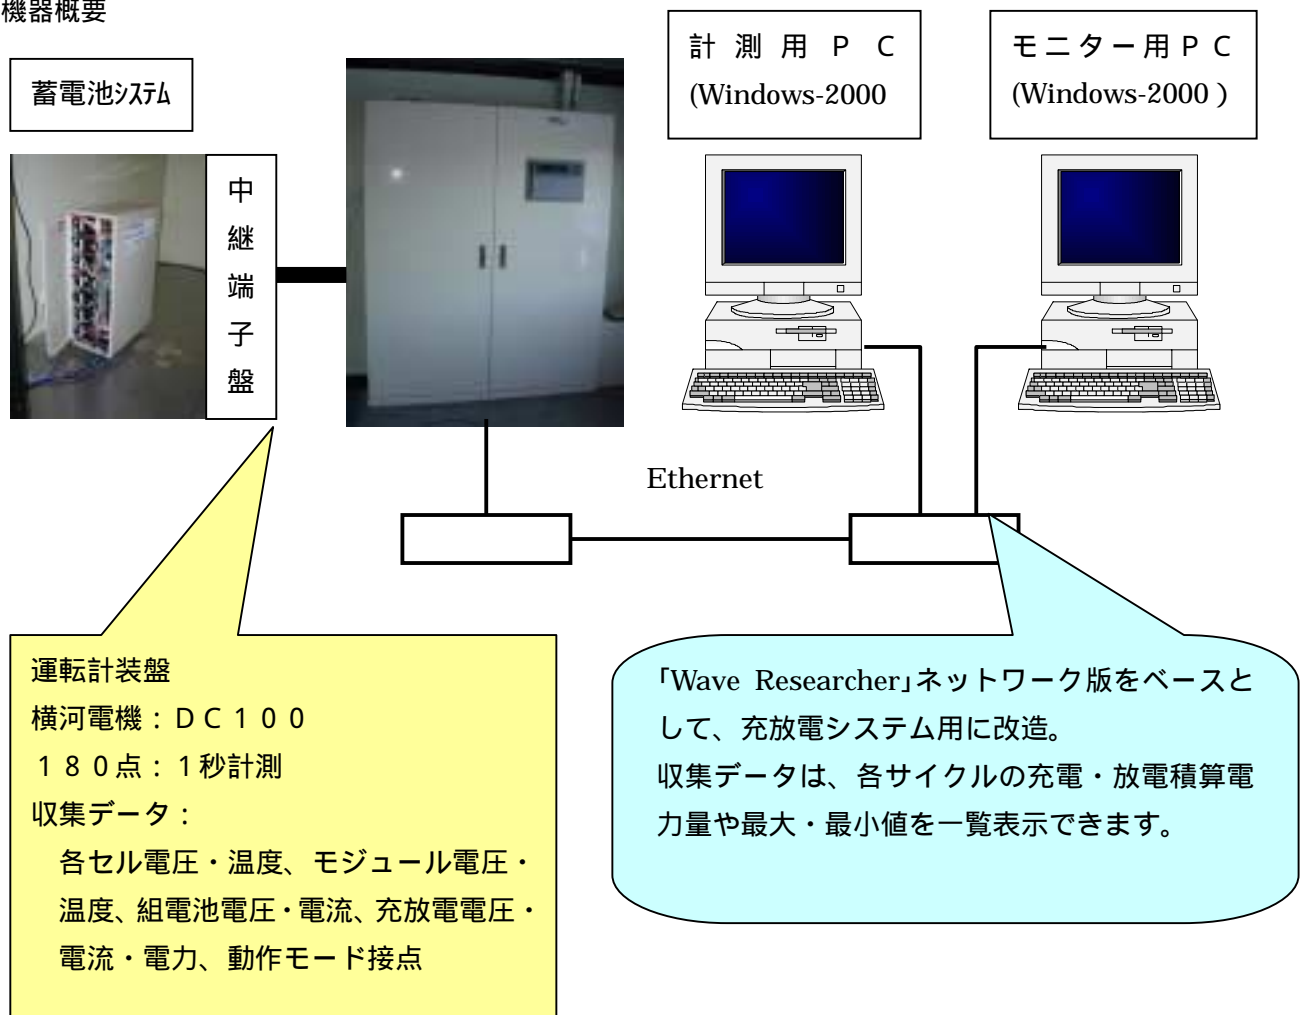 機器概要
蓄電池ｼｽﾃﾑ
中
継
端
子
盤
計測用ＰＣ
(Windows-2000
モニター用ＰＣ
(Windows-2000 )
Ethernet
運転計装盤
横河電機：ＤＣ１００
１８０点：1秒計測
収集データ：
各セル電圧・温度、モジュール電圧・
温度、組電池電圧・電流、充放電電圧・
電流・電力、動作モード接点
「Wave Researcher」ネットワーク版をベースと
して、充放電システム用に改造。
収集データは、各サイクルの充電・放電積算電
力量や最大・最小値を一覧表示できます。